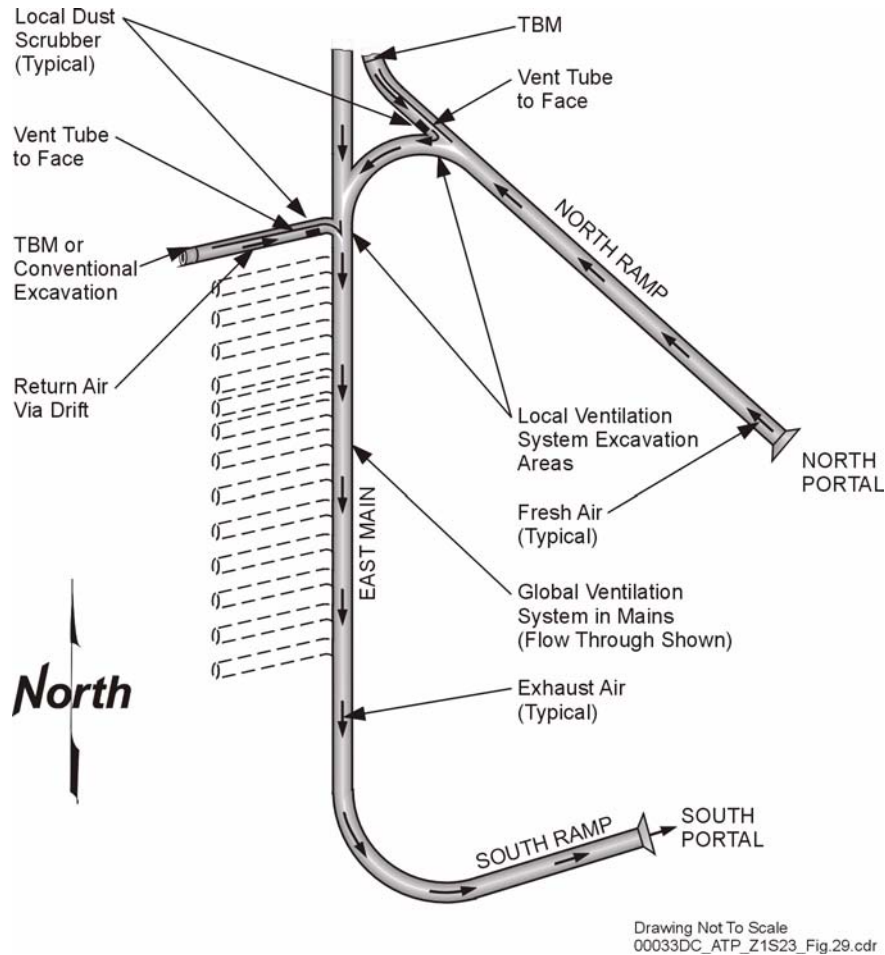 Local Dust
Scrubber
(Typical)
TBM
Vent Tube
to Face
Vent Tube
to Face
NORTH RAMP
TBM or
Conventional
Excavation
Return Air
Via Drift
Local Ventilation
System Excavation
Areas
NORTH
PORTAL
Fresh Air
(Typical)
EAST MAIN
Global Ventilation
System in Mains
(Flow Through Shown)
North
Exhaust Air
(Typical)
SOUTH RAMP
SOUTH
PORTAL
Drawing Not To Scale
00033DC_ATP_Z1S23_Fig.29.cdr